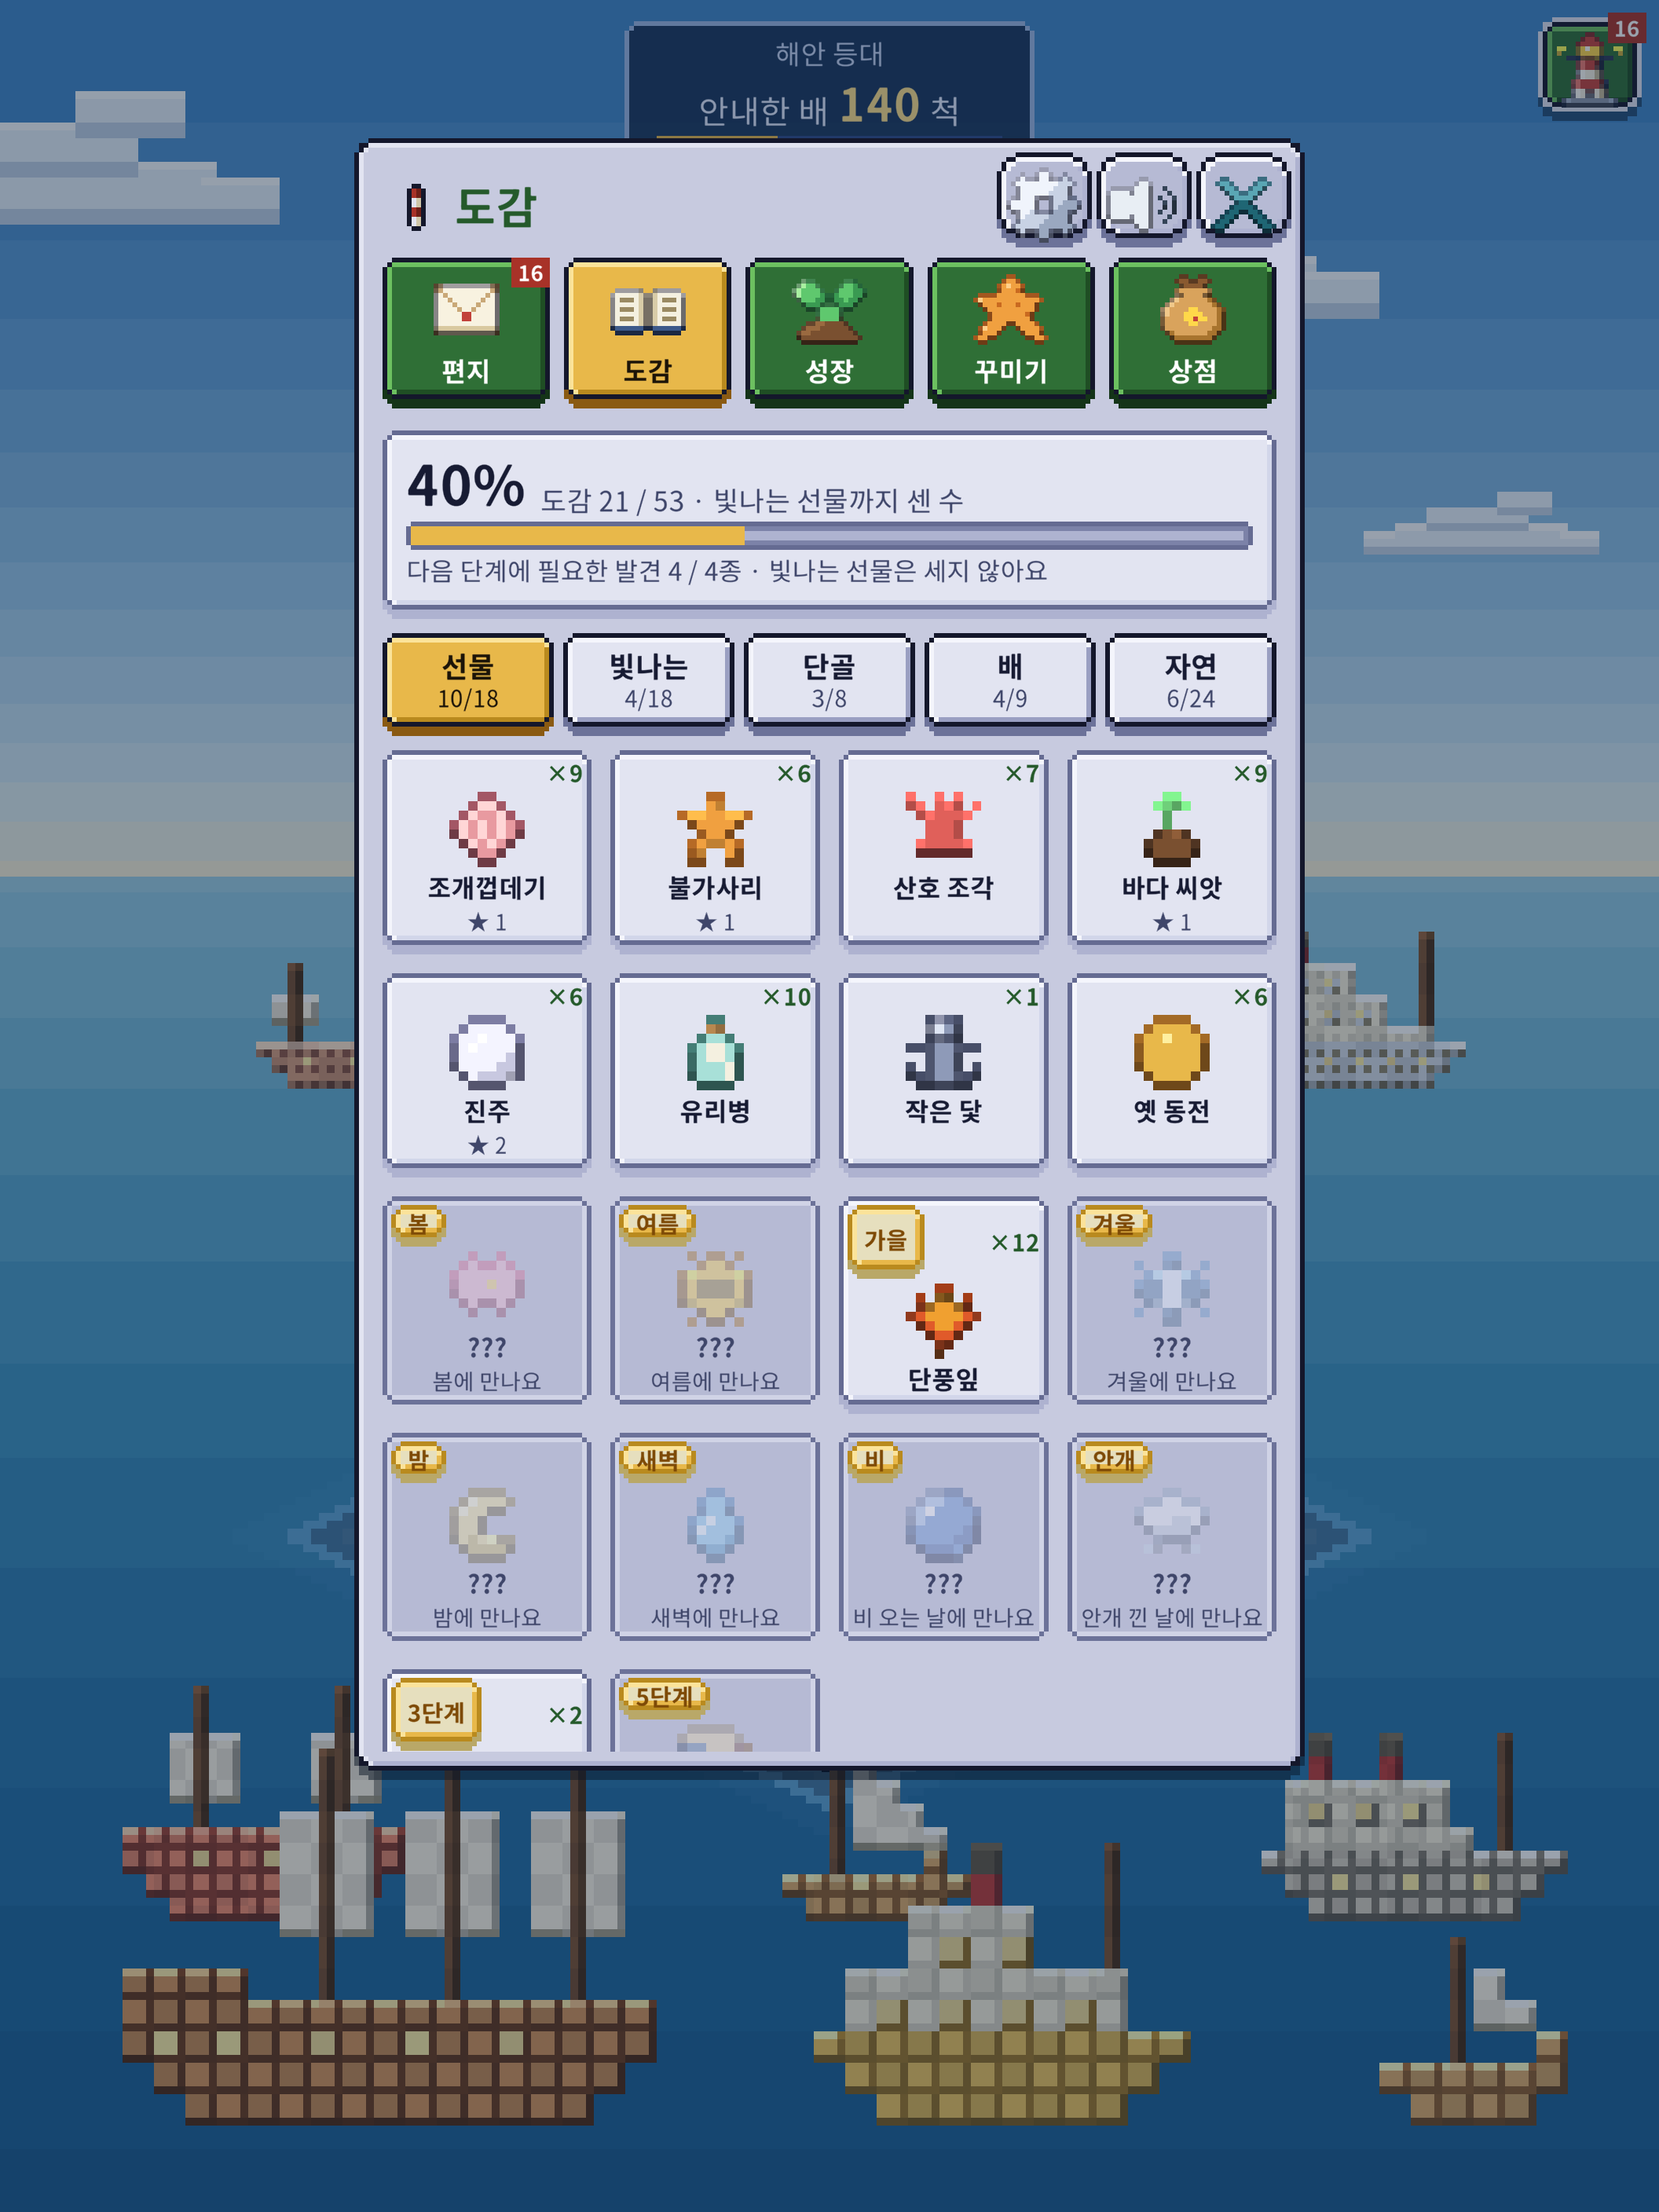 해안 등대
안내한 배 140 척
16
도감
16
편지
도감
성장
꾸미기
상점
40% 도감 21 / 53 · 빛나는 선물까지 센 수
다음 단계에 필요한 발견 4 / 4종 · 빛나는 선물은 세지 않아요
선물
10/18
빛나는
4/18
단골
3/8
배
4/9
자연
6/24
×9
조개껍데기
★ 1
×6
불가사리
★ 1
×7
산호 조각
×9
바다 씨앗
★ 1
×6
진주
★ 2
×10
유리병
×1
작은 닻
×6
옛 동전
봄
???
봄에 만나요
여름
???
여름에 만나요
가을
×12
단풍잎
겨울
???
겨울에 만나요
밤
???
밤에 만나요
새벽
???
새벽에 만나요
비
???
비 오는 날에 만나요
안개
???
안개 낀 날에 만나요
3단계
×2
5단계